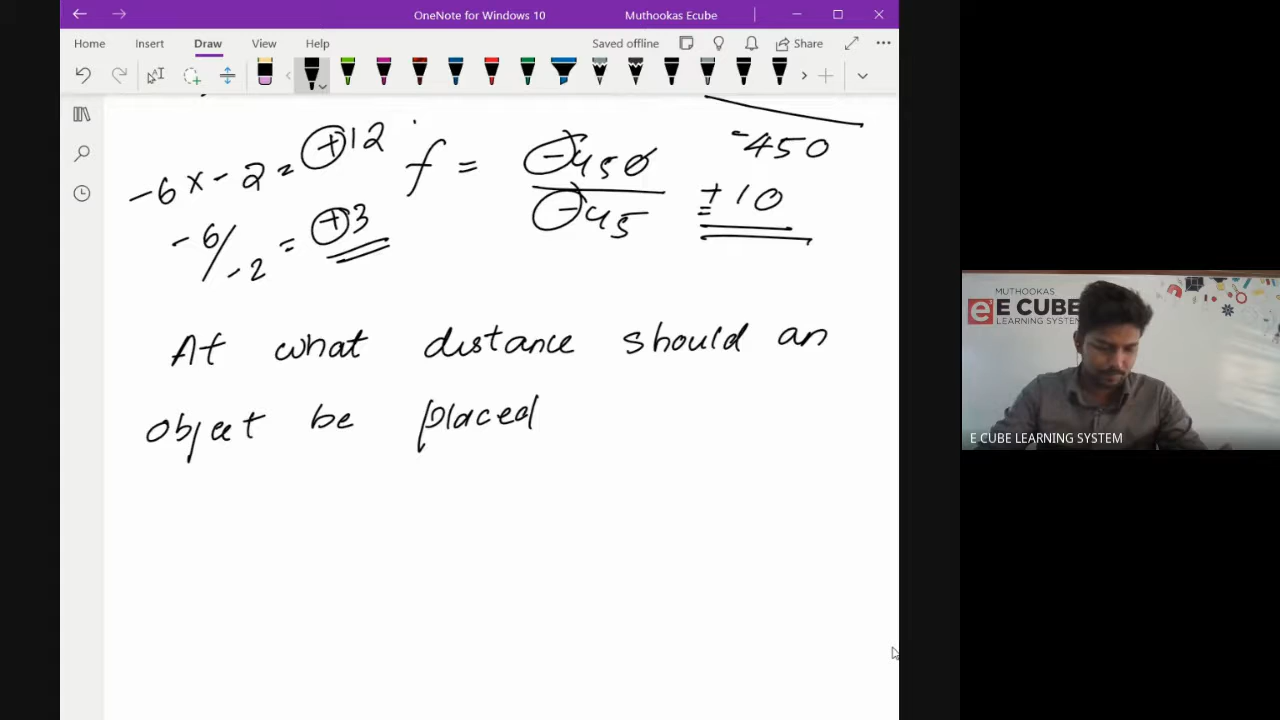 OneNote for Windows 10
Muthookas Ecube
Home Insert Draw View Help
Saved offline
Share
-450
-6 x -2 = +12
f = -450 / -45
= +10
-6/-2 = +3
At what distance should an
object be placed
MUTHOOKAS
e E CUBE
LEARNING SYSTEM
E CUBE LEARNING SYSTEM